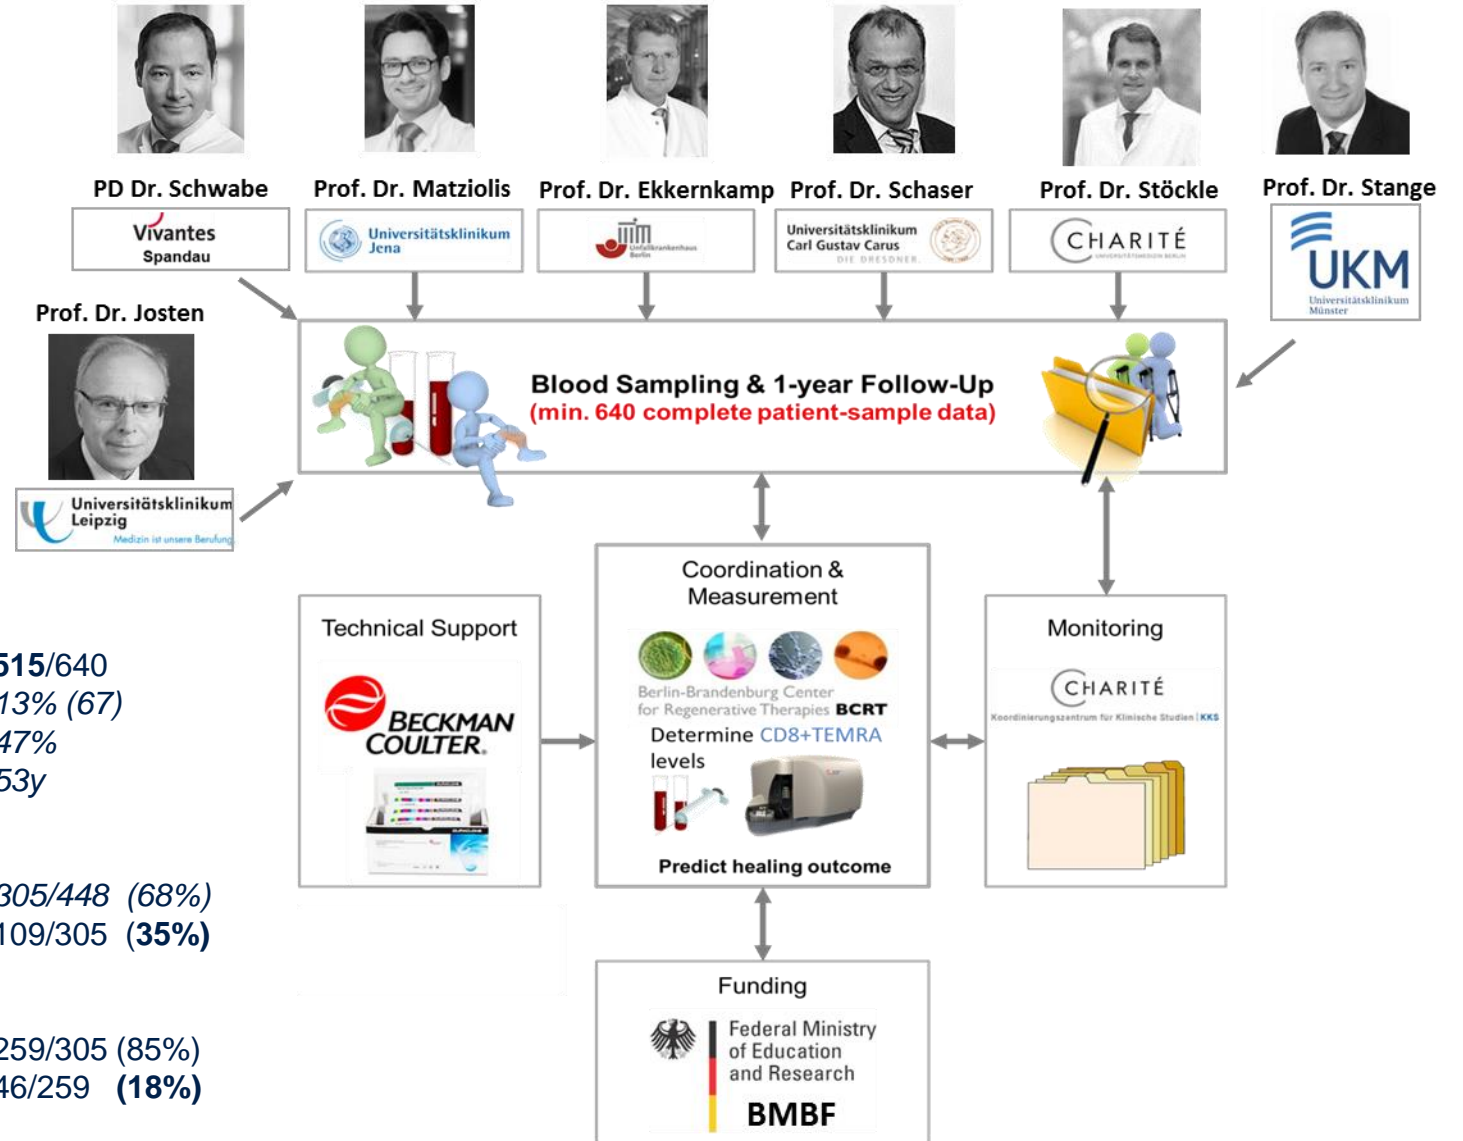 PD Dr. Schwabe
Prof. Dr. Matziolis
Prof. Dr. Ekkernkamp
Prof. Dr. Schaser
Prof. Dr. Stöckle
Prof. Dr. Stange
Vivantes
Spandau
Universitätsklinikum
Jena
Unfallkrankenhaus
Berlin
Universitätsklinikum
Carl Gustav Carus
DIE DRESDNER.
CHARITÉ
UNIVERSITÄTSMEDIZIN BERLIN
UKM
Universitätsklinikum
Münster
Prof. Dr. Josten
Universitätsklinikum
Leipzig
Medizin ist unsere Berufung.
Blood Sampling & 1-year Follow-Up
(min. 640 complete patient-sample data)
515/640
13% (67)
47%
53y
305/448 (68%)
109/305 (35%)
259/305 (85%)
46/259 (18%)
Technical Support
BECKMAN
COULTER
Coordination &
Measurement
Berlin-Brandenburg Center
for Regenerative Therapies BCRT
Determine CD8+TEMRA
levels
Predict healing outcome
Monitoring
CHARITÉ
Koordinierungszentrum für Klinische Studien | KKS
Funding
Federal Ministry
of Education
and Research
BMBF